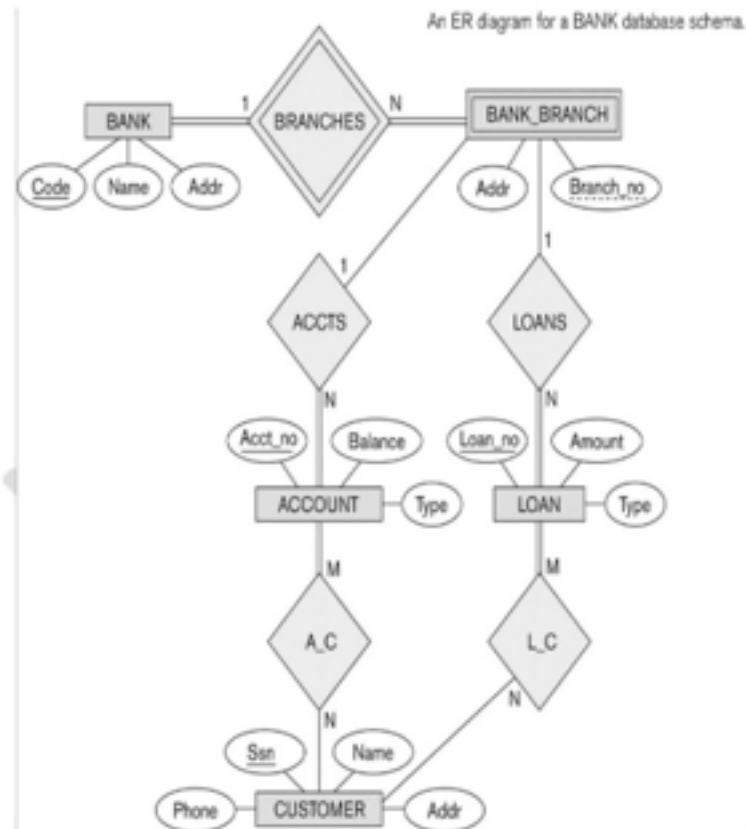 An ER diagram for a BANK database schema.
BANK 1 BRANCHES N BANK_BRANCH
Code Name Addr Addr Branch_no
1 1
ACCTS LOANS
N N
Acct_no Balance Loan_no Amount
ACCOUNT Type LOAN Type
M M
A_C L_C
N N
Ssn Name
Phone CUSTOMER Addr